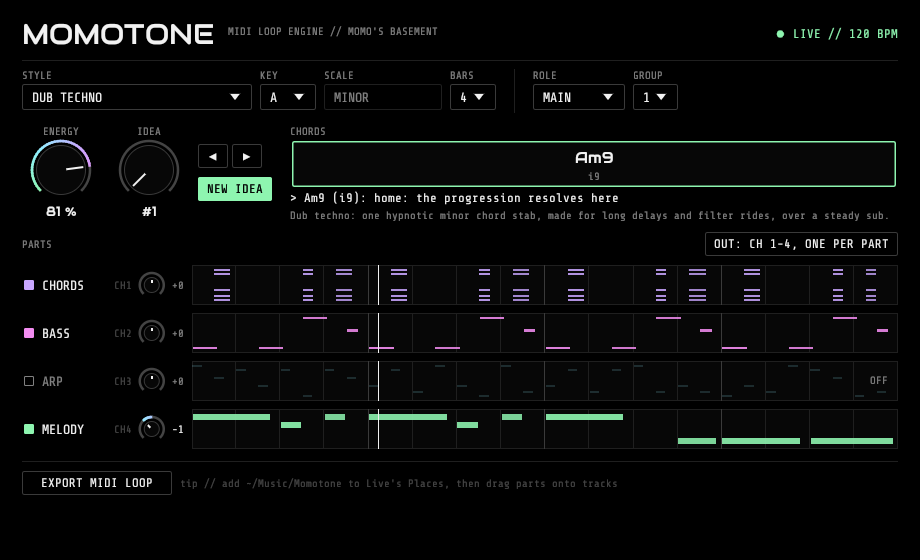 MOMOTONE MIDI LOOP ENGINE // MOMO'S BASEMENT ● LIVE // 120 BPM
STYLE KEY SCALE BARS ROLE GROUP
DUB TECHNO A MINOR 4 MAIN 1
ENERGY IDEA CHORDS
Am9
i9
NEW IDEA
> Am9 (i9): home: the progression resolves here
81 % #1
Dub techno: one hypnotic minor chord stab, made for long delays and filter rides, over a steady sub.
PARTS OUT: CH 1-4, ONE PER PART
CHORDS CH1 +0
BASS CH2 +0
ARP CH3 +0 OFF
MELODY CH4 -1
EXPORT MIDI LOOP tip // add ~/Music/Momotone to Live's Places, then drag parts onto tracks